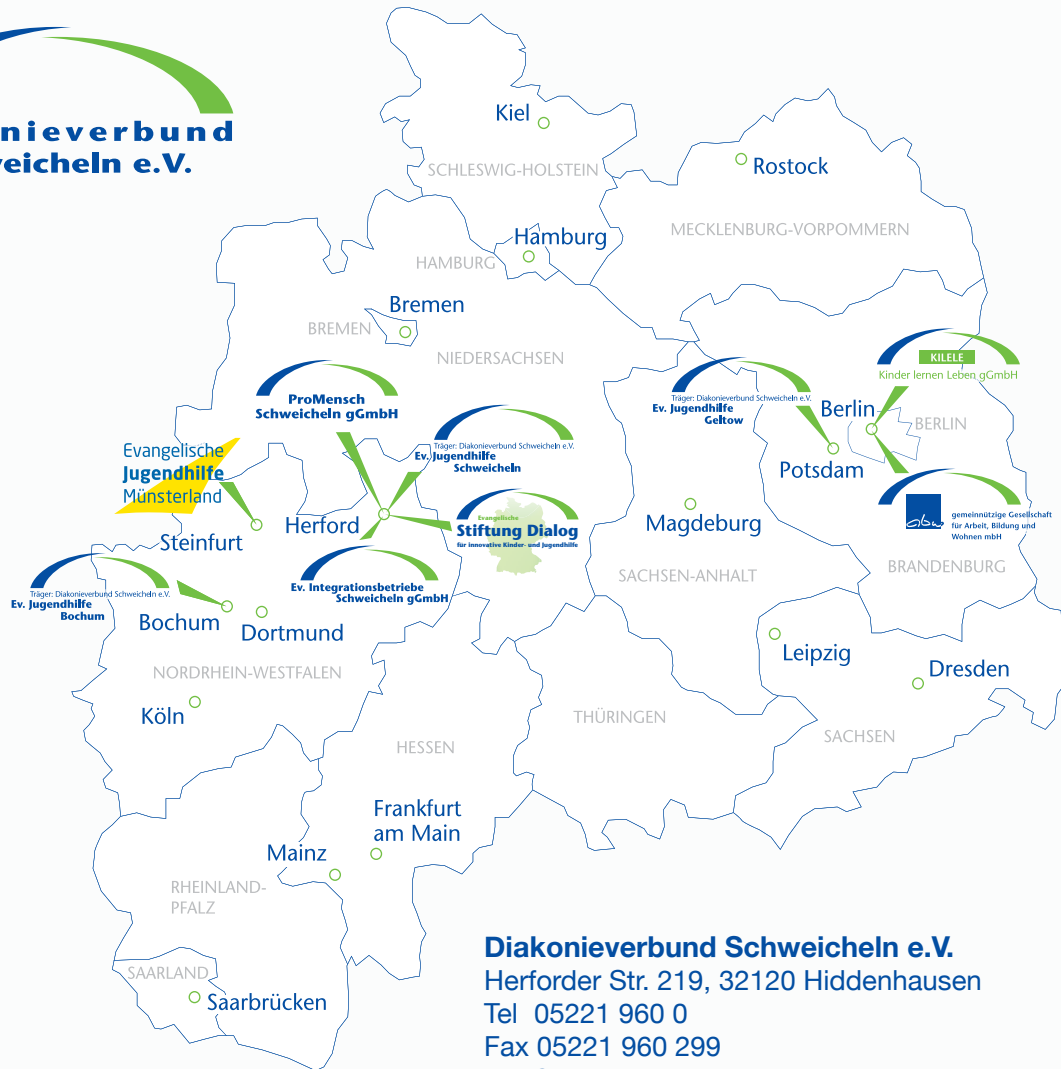 nieverbund
eicheln e.V.
Kiel
SCHLESWIG-HOLSTEIN
Rostock
MECKLENBURG-VORPOMMERN
Hamburg
HAMBURG
Bremen
BREMEN
NIEDERSACHSEN
ProMensch
Schweicheln gGmbH
Träger: Diakonieverbund Schweicheln e.V.
Ev. Jugendhilfe
Schweicheln
Träger: Diakonieverbund Schweicheln e.V.
Ev. Jugendhilfe
Geltow
KILELE
Kinder lernen Leben gGmbH
Berlin
BERLIN
Potsdam
Evangelische
Jugendhilfe
Münsterland
Steinfurt
Herford
Evangelische
Stiftung Dialog
für innovative Kinder- und Jugendhilfe
Magdeburg
gbw
gemeinnützige Gesellschaft
für Arbeit, Bildung und
Wohnen mbH
Träger: Diakonieverbund Schweicheln e.V.
Ev. Jugendhilfe
Bochum
Ev. Integrationsbetriebe
Schweicheln gGmbH
SACHSEN-ANHALT
BRANDENBURG
Bochum
Dortmund
Leipzig
Dresden
NORDRHEIN-WESTFALEN
Köln
THÜRINGEN
SACHSEN
HESSEN
Frankfurt
am Main
Mainz
RHEINLAND-
PFALZ
SAARLAND
Saarbrücken
Diakonieverbund Schweicheln e.V.
Herforder Str. 219, 32120 Hiddenhausen
Tel 05221 960 0
Fax 05221 960 299